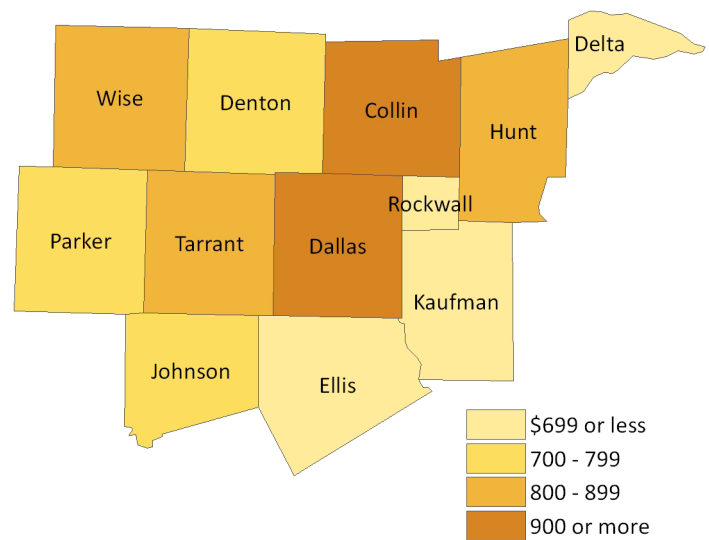 Delta
Wise
Denton
Collin
Hunt
Rockwall
Parker
Tarrant
Dallas
Kaufman
Johnson
Ellis
$699 or less
700 - 799
800 - 899
900 or more